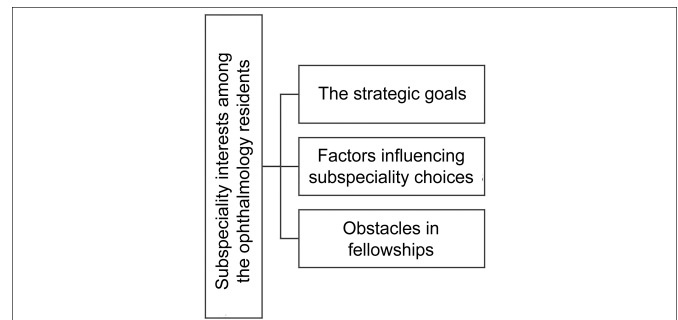 Subspeciality interests among
the ophthalmology residents
The strategic goals
Factors influencing
subspeciality choices
Obstacles in
fellowships